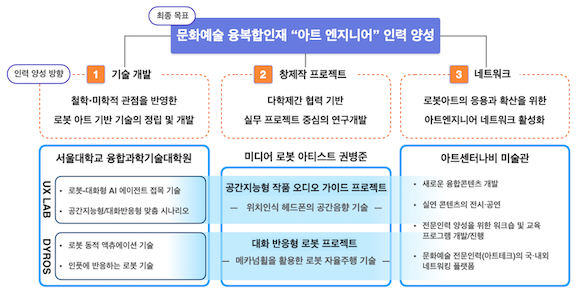 최종 목표
문화예술 융복합인재 “아트 엔지니어” 인력 양성
인력 양성 방향
1 기술 개발
철학·미학적 관점을 반영한
로봇 아트 기반 기술의 정립 및 개발
2 창제작 프로젝트
다학제간 협력 기반
실무 프로젝트 중심의 연구개발
3 네트워크
로봇아트의 응용과 확산을 위한
아트엔지니어 네트워크 활성화
서울대학교 융합과학기술대학원
UX LAB
• 로봇-대화형 AI 에이전트 접목 기술
• 공간지능형/대화반응형 맞춤 시나리오
DYROS
• 로봇 동적 액츄에이션 기술
• 인풋에 반응하는 로봇 기술
미디어 로봇 아티스트 권병준
공간지능형 작품 오디오 가이드 프로젝트
— 위치인식 헤드폰의 공간음향 기술 —
대화 반응형 로봇 프로젝트
— 메카넘휠을 활용한 로봇 자율주행 기술 —
아트센터나비 미술관
• 새로운 융합콘텐츠 개발
• 실연 콘텐츠의 전시·공연
• 전문인력 양성을 위한 워크숍 및 교육
프로그램 개발/진행
• 문화예술 전문인력(아트테크)의 국·내외
네트워킹 플랫폼